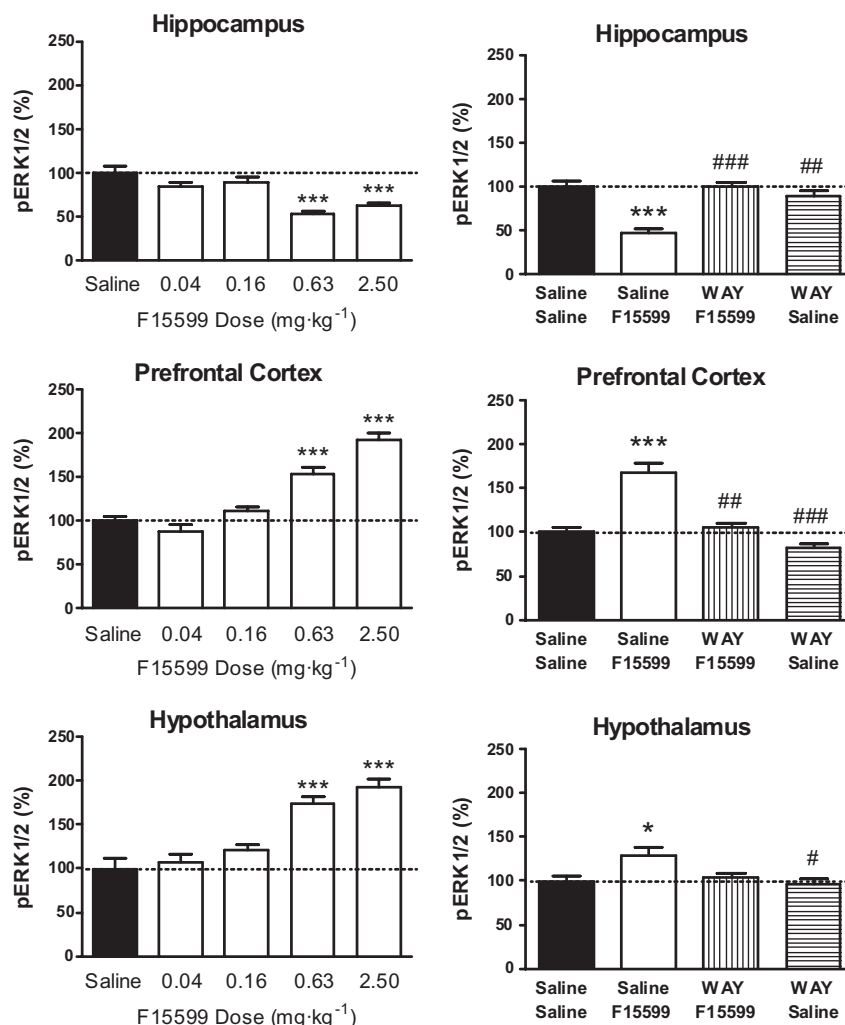 Hippocampus
pERK1/2 (%)
250
200
150
100
50
0
*** ***
Saline 0.04 0.16 0.63 2.50
F15599 Dose (mg·kg⁻¹)
Hippocampus
pERK1/2 (%)
250
200
150
100
50
0
*** ### ##
Saline Saline WAY WAY
Saline F15599 F15599 Saline
Prefrontal Cortex
pERK1/2 (%)
250
200
150
100
50
0
*** ***
Saline 0.04 0.16 0.63 2.50
F15599 Dose (mg·kg⁻¹)
Prefrontal Cortex
pERK1/2 (%)
250
200
150
100
50
0
*** ## ###
Saline Saline WAY WAY
Saline F15599 F15599 Saline
Hypothalamus
pERK1/2 (%)
250
200
150
100
50
0
*** ***
Saline 0.04 0.16 0.63 2.50
F15599 Dose (mg·kg⁻¹)
Hypothalamus
pERK1/2 (%)
250
200
150
100
50
0
* #
Saline Saline WAY WAY
Saline F15599 F15599 Saline